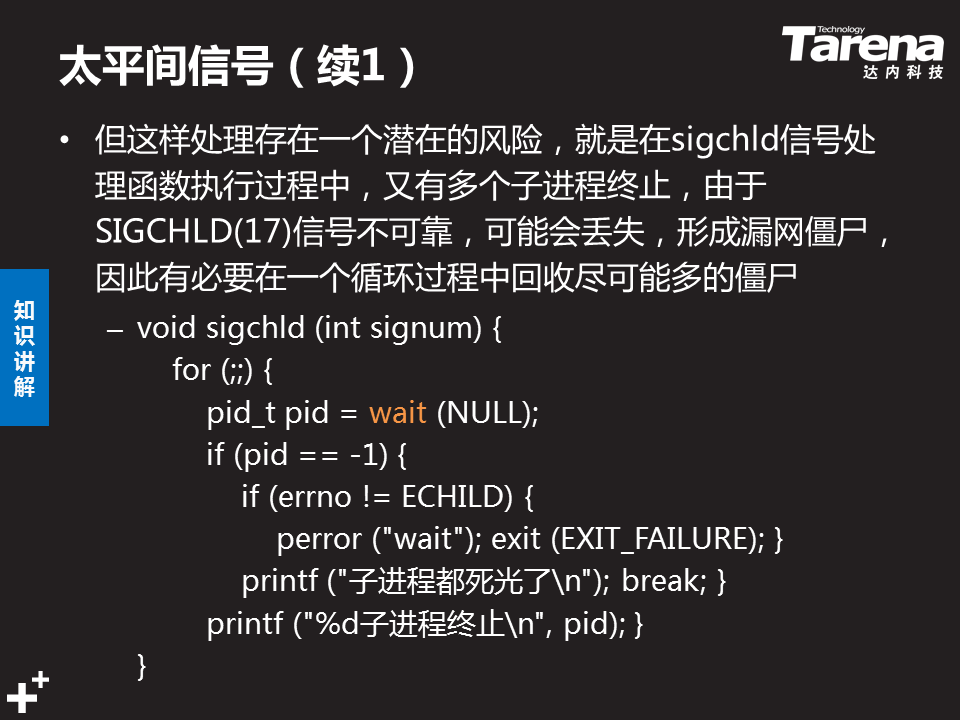 太平间信号（续1）
Technology
Tarena
达内科技
• 但这样处理存在一个潜在的风险，就是在sigchld信号处
理函数执行过程中，又有多个子进程终止，由于
SIGCHLD(17)信号不可靠，可能会丢失，形成漏网僵尸，
因此有必要在一个循环过程中回收尽可能多的僵尸
知
识
讲
解
– void sigchld (int signum) {
for (;;) {
pid_t pid = wait (NULL);
if (pid == -1) {
if (errno != ECHILD) {
perror ("wait"); exit (EXIT_FAILURE); }
printf ("子进程都死光了\n"); break; }
printf ("%d子进程终止\n", pid); }
}